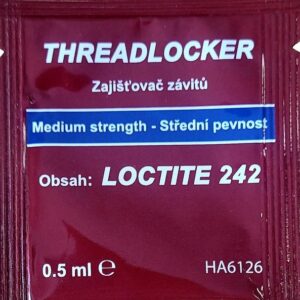 THREADLOCKER
Zajišťovač závitů
Medium strength - Střední pevnost
Obsah: LOCTITE 242
0.5 ml ℮ HA6126